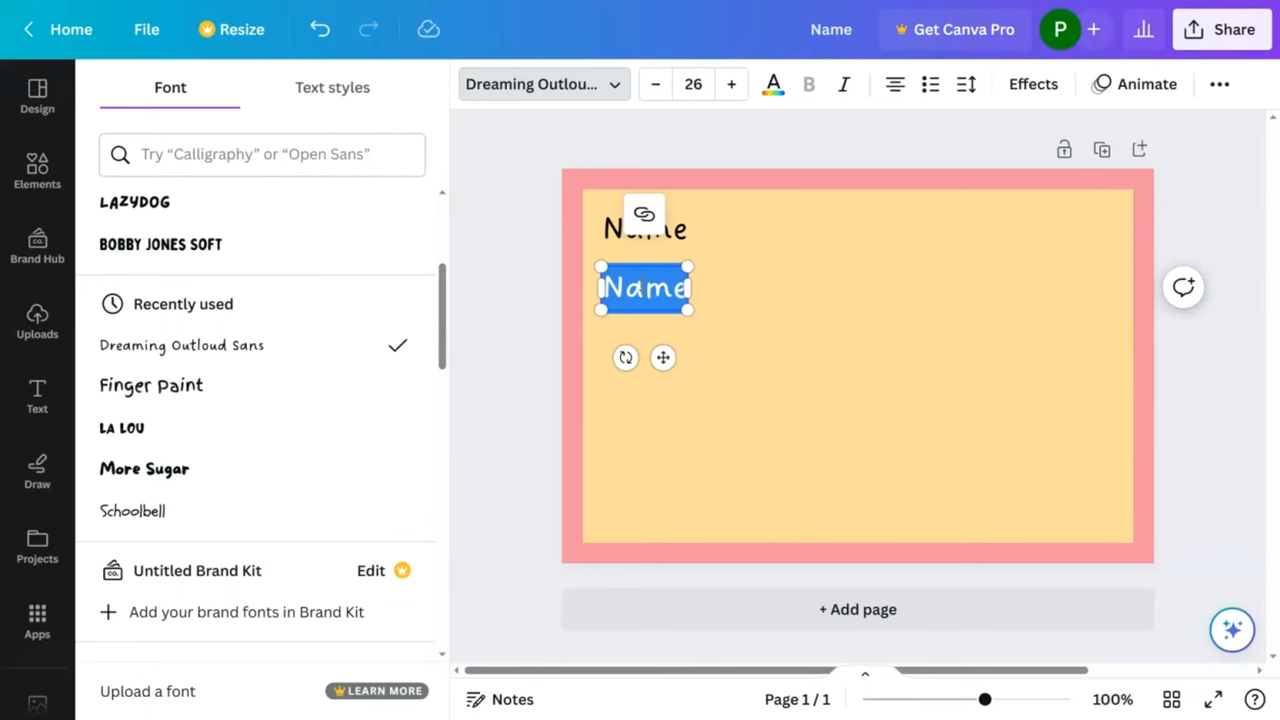 Home File Resize Name Get Canva Pro P + Share
Font Text styles
Dreaming Outlou... – 26 + A B I Effects Animate ...
Try “Calligraphy” or “Open Sans”
LAZYDOG
BOBBY JONES SOFT
Recently used
Dreaming Outloud Sans
Finger Paint
LA LOU
More Sugar
Schoolbell
Untitled Brand Kit Edit
Add your brand fonts in Brand Kit
Upload a font LEARN MORE
Design
Elements
Brand Hub
Uploads
Text
Draw
Projects
Apps
Name
Name
+ Add page
Notes Page 1 / 1 100%